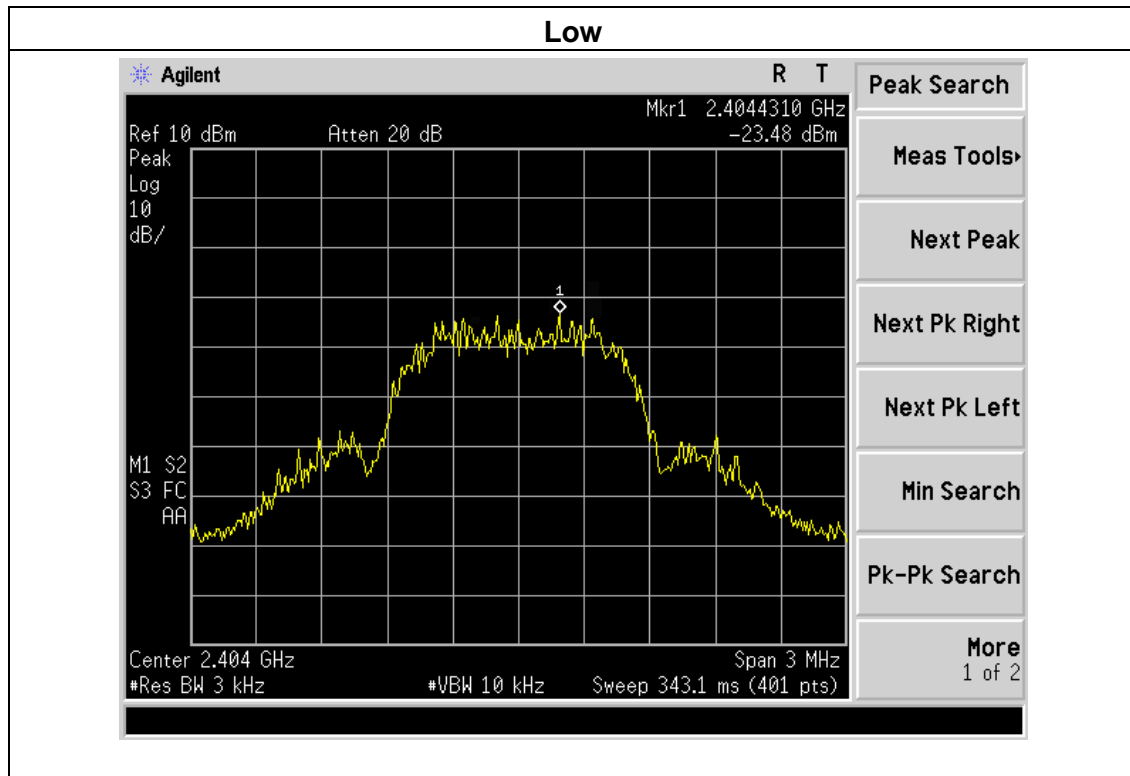 Low
Agilent R T
Mkr1 2.4044310 GHz
Ref 10 dBm Atten 20 dB -23.48 dBm
Peak
Log
10
dB/
1
M1 S2
S3 FC
AA
Center 2.404 GHz Span 3 MHz
#Res BW 3 kHz #VBW 10 kHz Sweep 343.1 ms (401 pts)
Peak Search
Meas Tools
Next Peak
Next Pk Right
Next Pk Left
Min Search
Pk-Pk Search
More
1 of 2